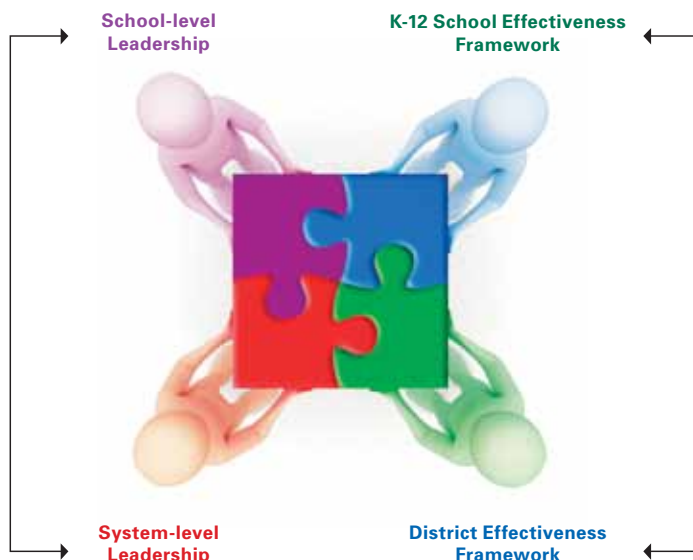 School-level
Leadership
K-12 School Effectiveness
Framework
System-level
Leadership
District Effectiveness
Framework